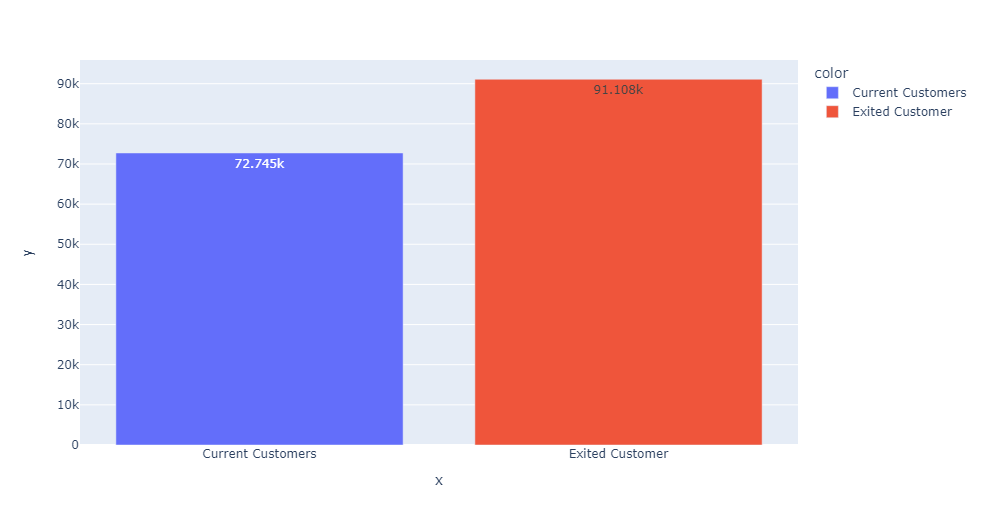 color
Current Customers
Exited Customer
90k
80k
70k
60k
50k
40k
30k
20k
10k
0
y
72.745k
91.108k
Current Customers
Exited Customer
x